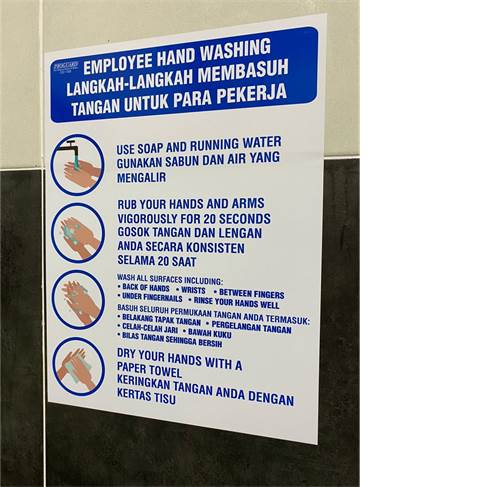 PROGUARD
EMPLOYEE HAND WASHING
LANGKAH-LANGKAH MEMBASUH
TANGAN UNTUK PARA PEKERJA
USE SOAP AND RUNNING WATER
GUNAKAN SABUN DAN AIR YANG
MENGALIR
RUB YOUR HANDS AND ARMS
VIGOROUSLY FOR 20 SECONDS
GOSOK TANGAN DAN LENGAN
ANDA SECARA KONSISTEN
SELAMA 20 SAAT
WASH ALL SURFACES INCLUDING:
• BACK OF HANDS • WRISTS • BETWEEN FINGERS
• UNDER FINGERNAILS • RINSE YOUR HANDS WELL
BASUH SELURUH PERMUKAAN TANGAN ANDA TERMASUK:
• BELAKANG TAPAK TANGAN • PERGELANGAN TANGAN
• CELAH-CELAH JARI • BAWAH KUKU
• BILAS TANGAN SEHINGGA BERSIH
DRY YOUR HANDS WITH A
PAPER TOWEL
KERINGKAN TANGAN ANDA DENGAN
KERTAS TISU